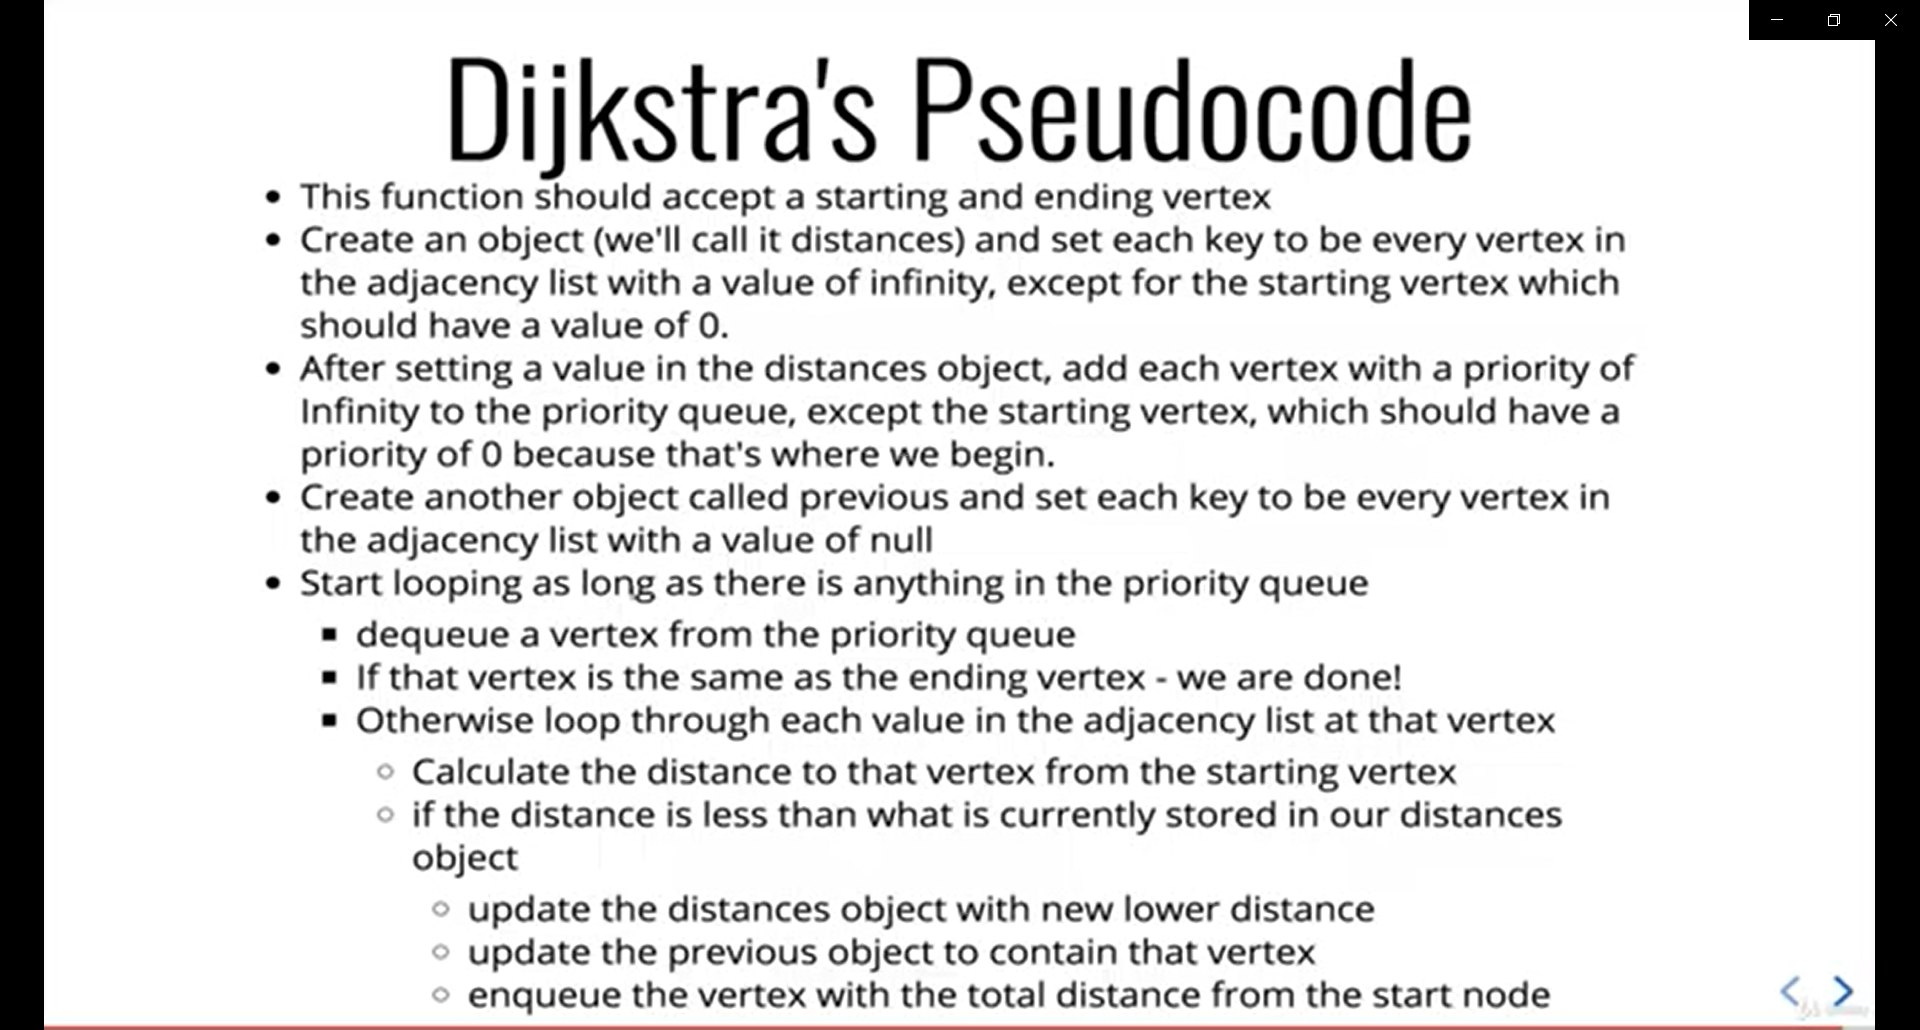 Dijkstra's Pseudocode
• This function should accept a starting and ending vertex
• Create an object (we'll call it distances) and set each key to be every vertex in
the adjacency list with a value of infinity, except for the starting vertex which
should have a value of 0.
• After setting a value in the distances object, add each vertex with a priority of
Infinity to the priority queue, except the starting vertex, which should have a
priority of 0 because that's where we begin.
• Create another object called previous and set each key to be every vertex in
the adjacency list with a value of null
• Start looping as long as there is anything in the priority queue
▪ dequeue a vertex from the priority queue
▪ If that vertex is the same as the ending vertex - we are done!
▪ Otherwise loop through each value in the adjacency list at that vertex
○ Calculate the distance to that vertex from the starting vertex
○ if the distance is less than what is currently stored in our distances
object
○ update the distances object with new lower distance
○ update the previous object to contain that vertex
○ enqueue the vertex with the total distance from the start node